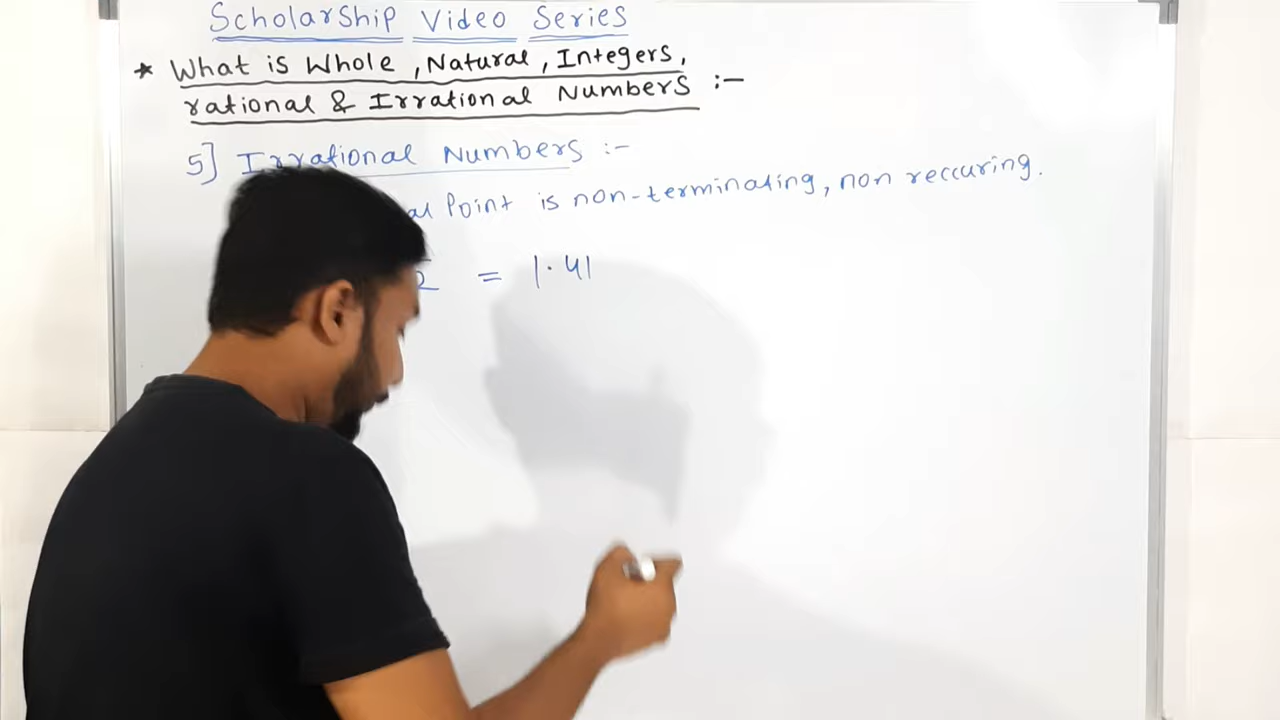 Scholarship Video Series
* What is Whole, Natural, Integers,
rational & Irrational Numbers :-
5] Irrational Numbers :-
Point is non-terminating, non reccuring.
2 = 1.41